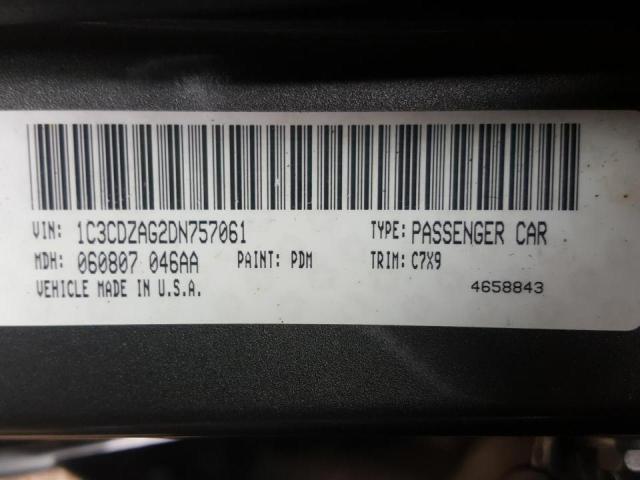 VIN: 1C3CDZAG2DN757061 TYPE: PASSENGER CAR
MDH: 060807 046AA PAINT: PDM TRIM: C7X9
VEHICLE MADE IN U.S.A. 4658843